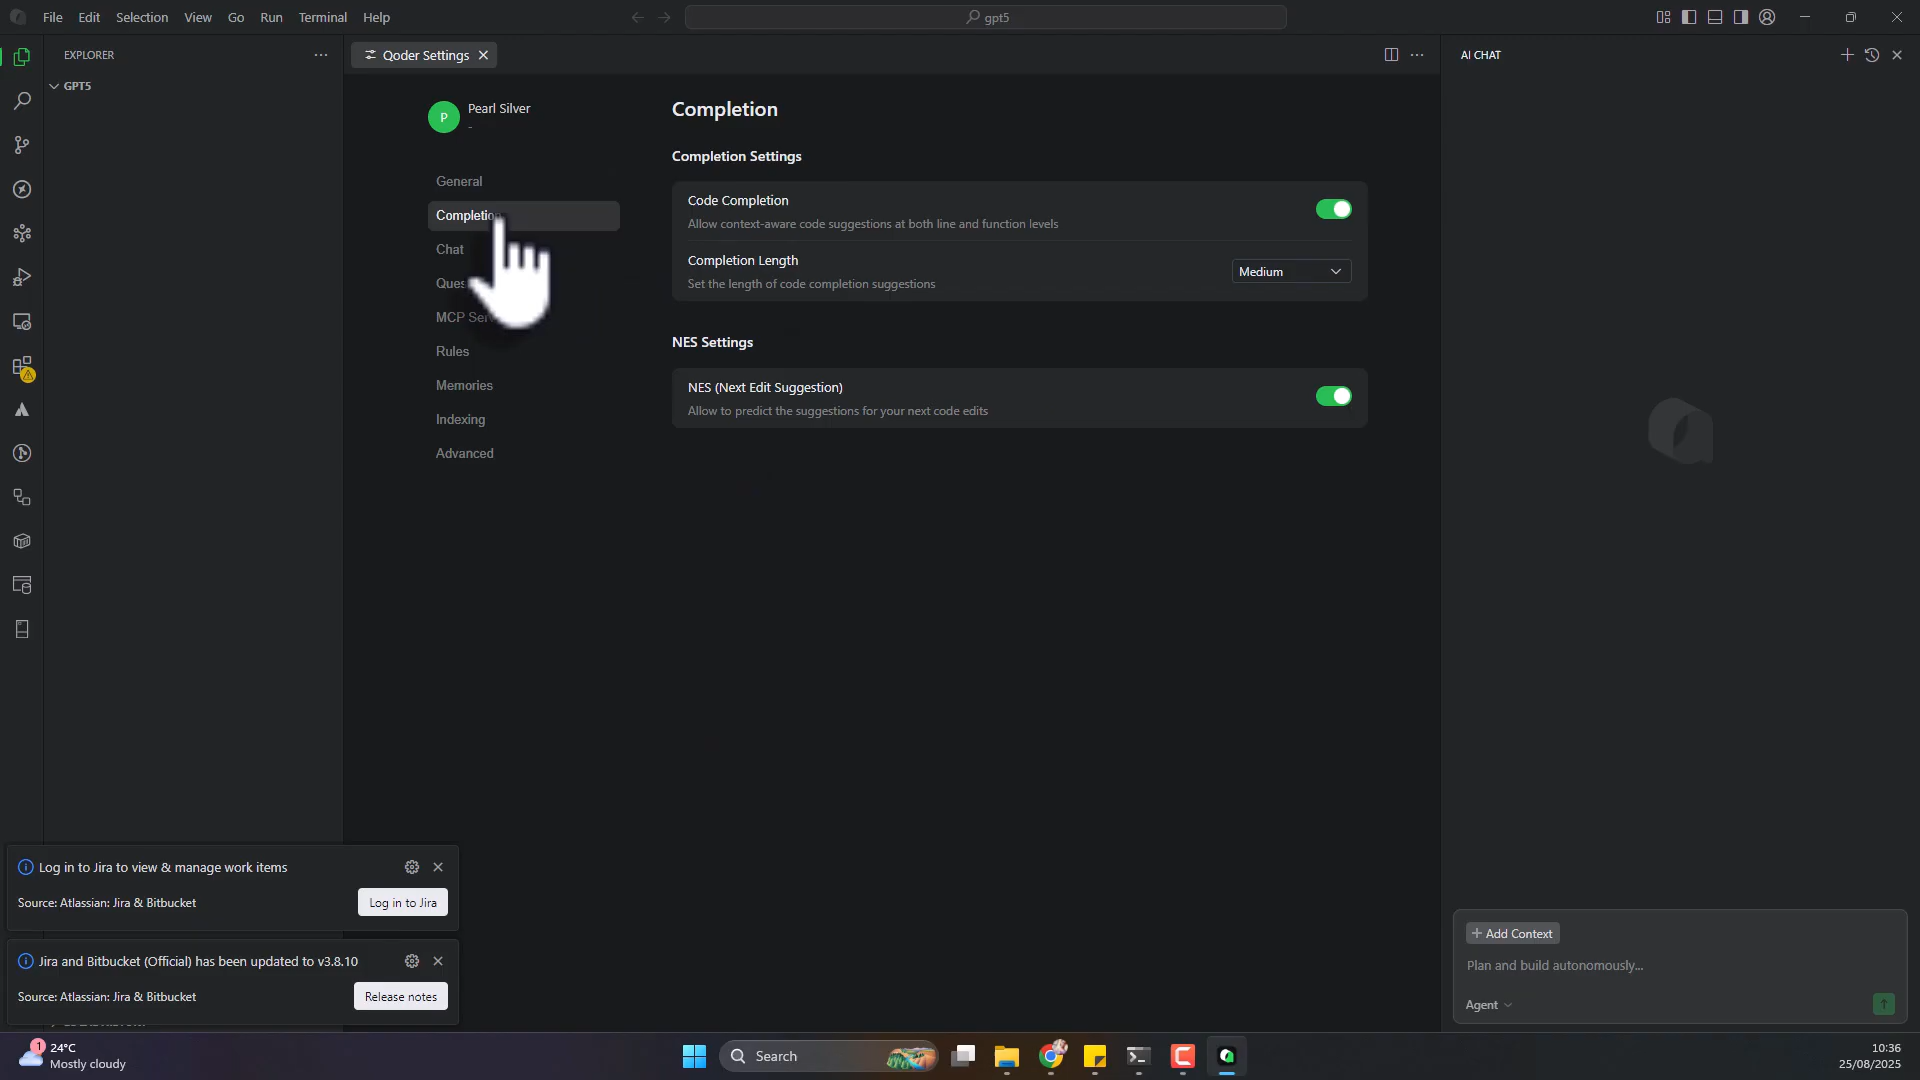 File Edit Selection View Go Run Terminal Help
gpt5
EXPLORER
GPT5
Qoder Settings
AI CHAT
P
Pearl Silver
-
General
Completion
Chat
MCP
Rules
Memories
Indexing
Advanced
Completion
Completion Settings
Code Completion
Allow context-aware code suggestions at both line and function levels
Completion Length
Set the length of code completion suggestions
Medium
NES Settings
NES (Next Edit Suggestion)
Allow to predict the suggestions for your next code edits
Log in to Jira to view & manage work items
Source: Atlassian: Jira & Bitbucket
Log in to Jira
Jira and Bitbucket (Official) has been updated to v3.8.10
Source: Atlassian: Jira & Bitbucket
Release notes
Add Context
Plan and build autonomously...
Agent
1
24°C
Mostly cloudy
Search
10:36
25/08/2025